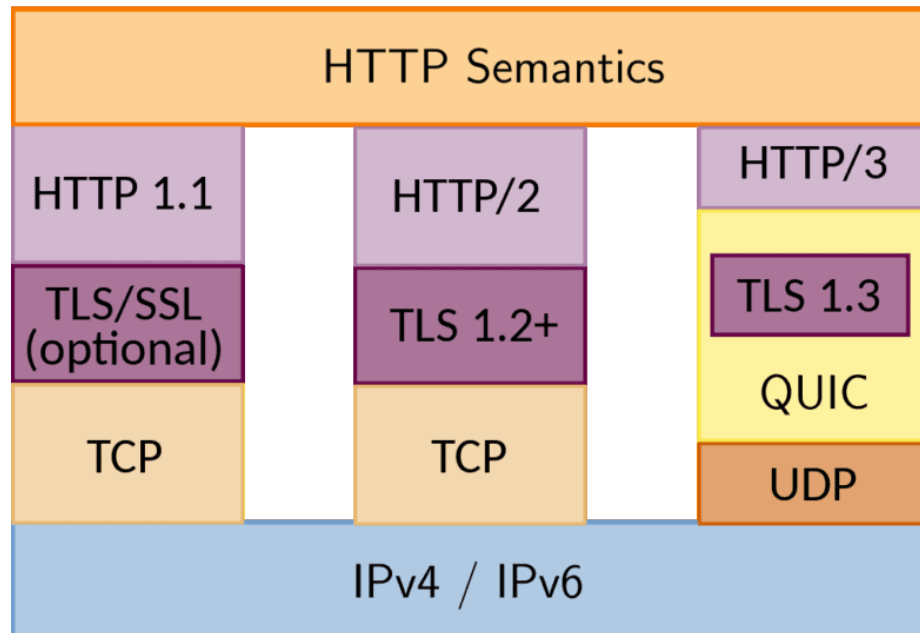 HTTP Semantics
HTTP 1.1
TLS/SSL
(optional)
TCP
HTTP/2
TLS 1.2+
TCP
HTTP/3
TLS 1.3
QUIC
UDP
IPv4 / IPv6